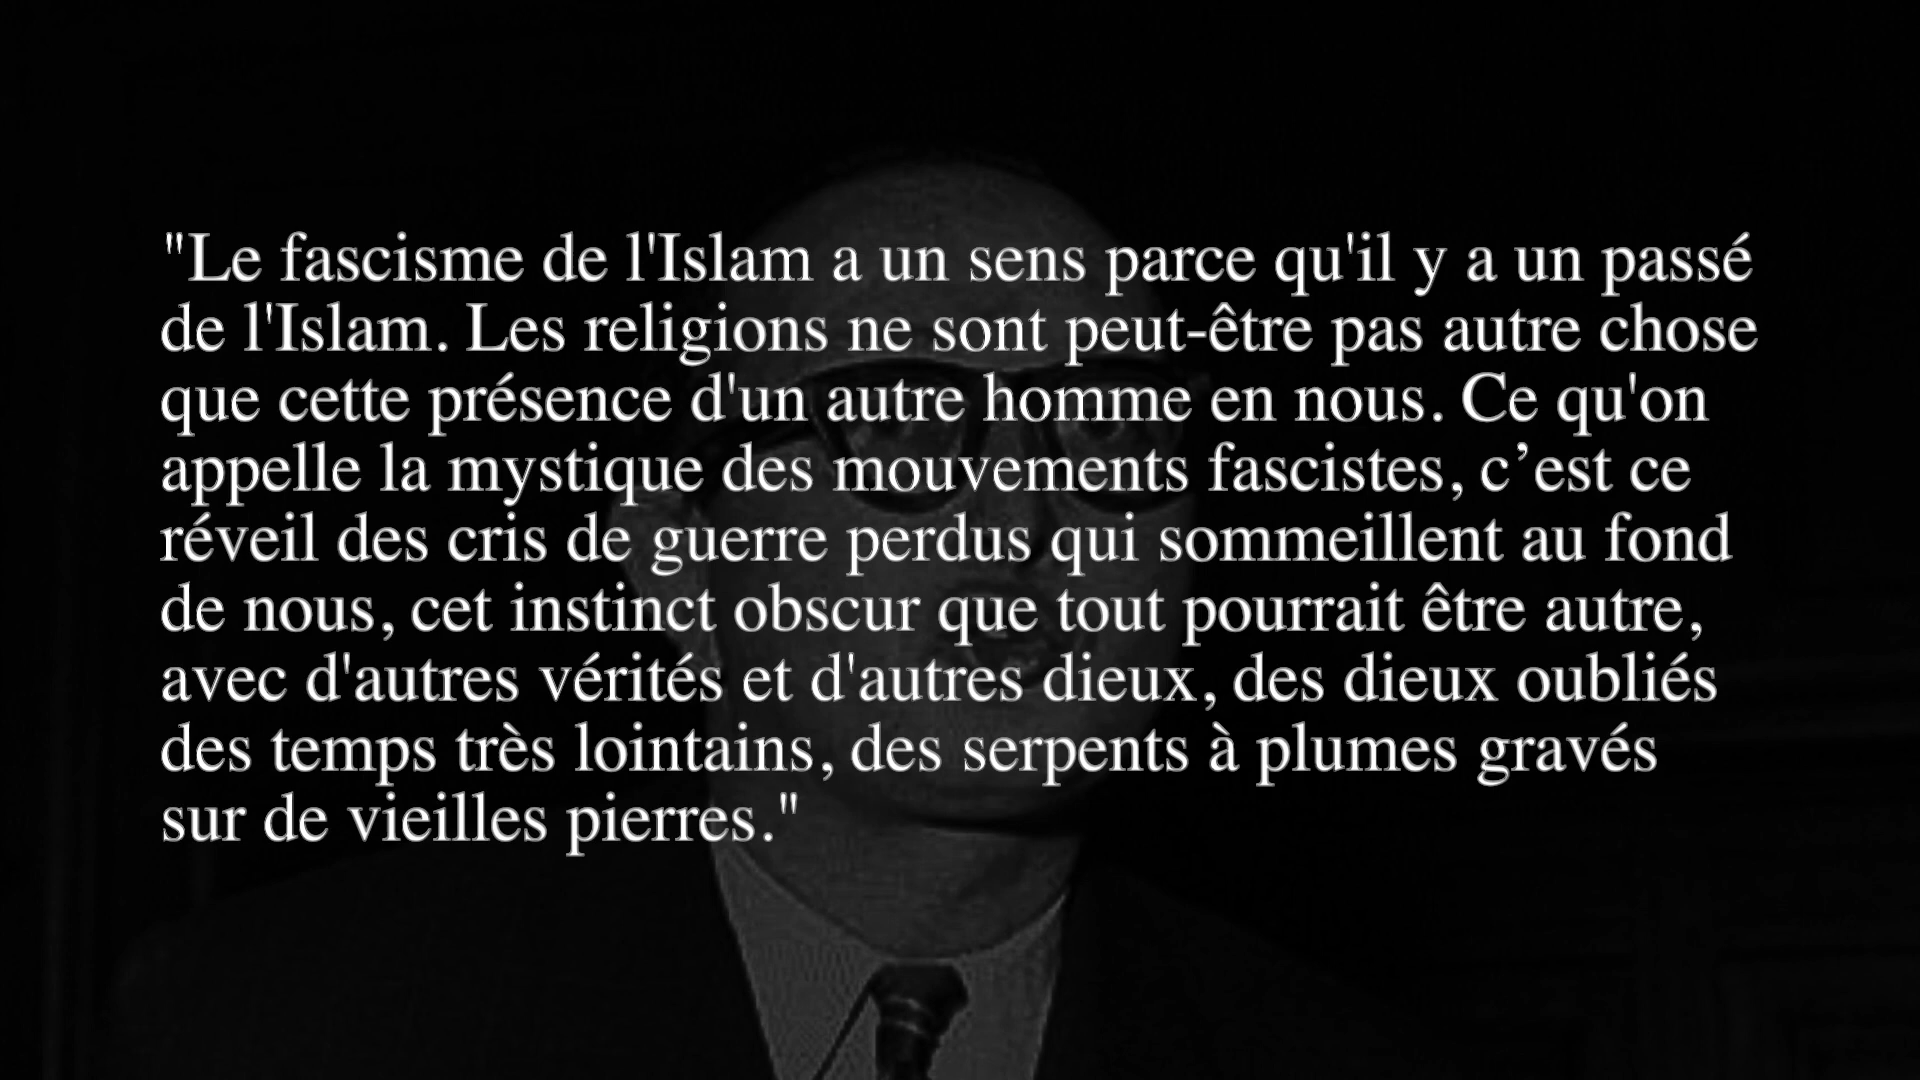 "Le fascisme de l'Islam a un sens parce qu'il y a un passé
de l'Islam. Les religions ne sont peut-être pas autre chose
que cette présence d'un autre homme en nous. Ce qu'on
appelle la mystique des mouvements fascistes, c’est ce
réveil des cris de guerre perdus qui sommeillent au fond
de nous, cet instinct obscur que tout pourrait être autre,
avec d'autres vérités et d'autres dieux, des dieux oubliés
des temps très lointains, des serpents à plumes gravés
sur de vieilles pierres."